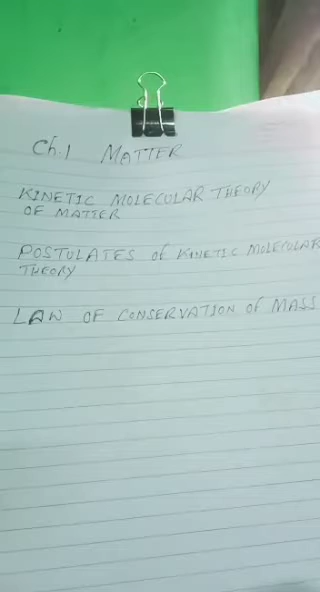 Ch.1 MATTER
KINETIC MOLECULAR THEORY
OF MATTER
POSTULATES of KINETIC MOLECULAR
THEORY
LAW OF CONSERVATION of MASS